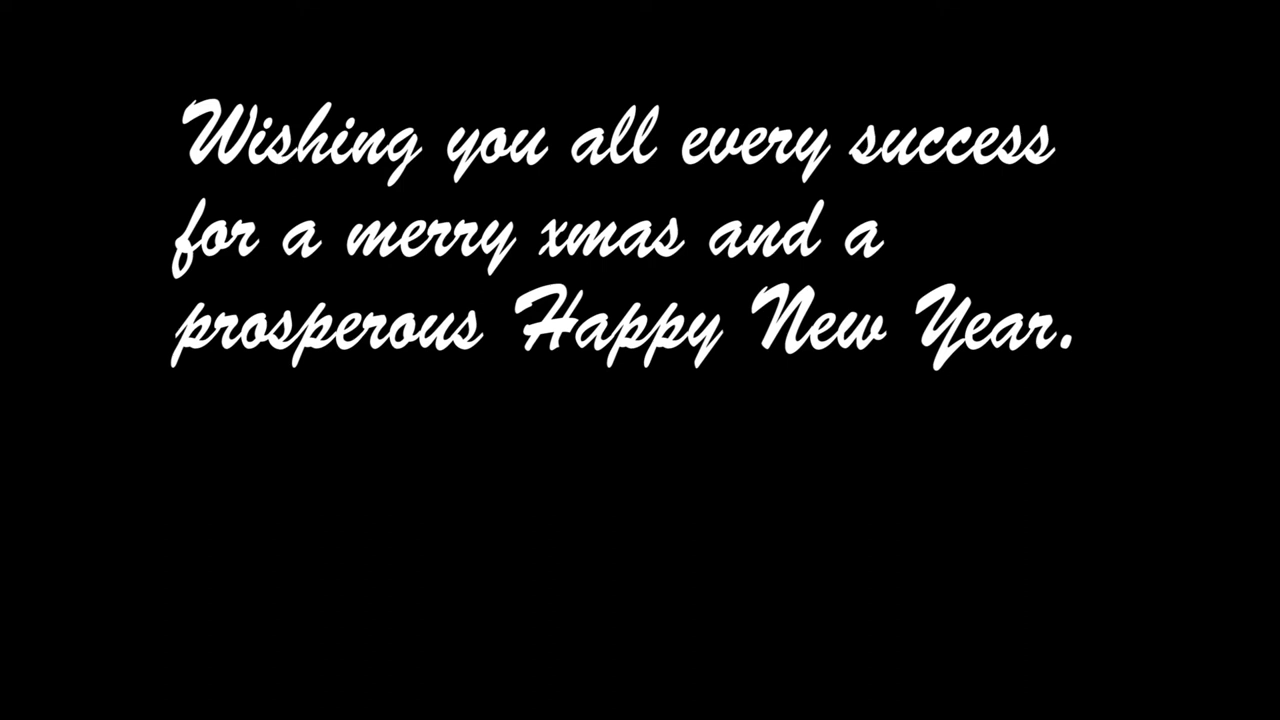 Wishing you all every success
for a merry xmas and a
prosperous Happy New Year.